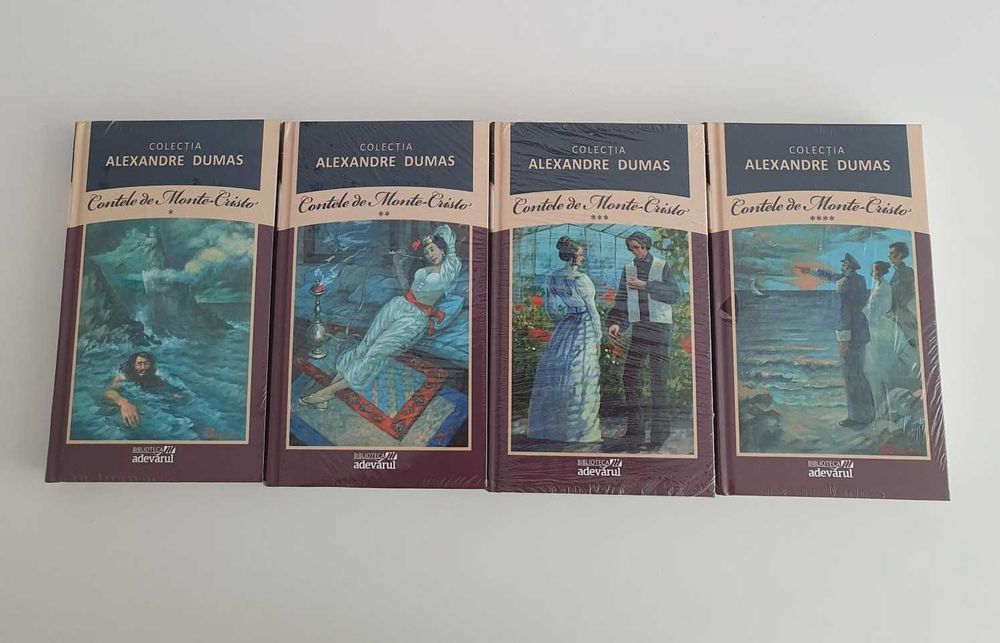 COLECȚIA
ALEXANDRE DUMAS
Contele de Monte-Cristo
*
BIBLIOTECA
adevărul
COLECȚIA
ALEXANDRE DUMAS
Contele de Monte-Cristo
**
BIBLIOTECA
adevărul
COLECȚIA
ALEXANDRE DUMAS
Contele de Monte-Cristo
***
BIBLIOTECA
adevărul
COLECȚIA
ALEXANDRE DUMAS
Contele de Monte-Cristo
****
BIBLIOTECA
adevărul